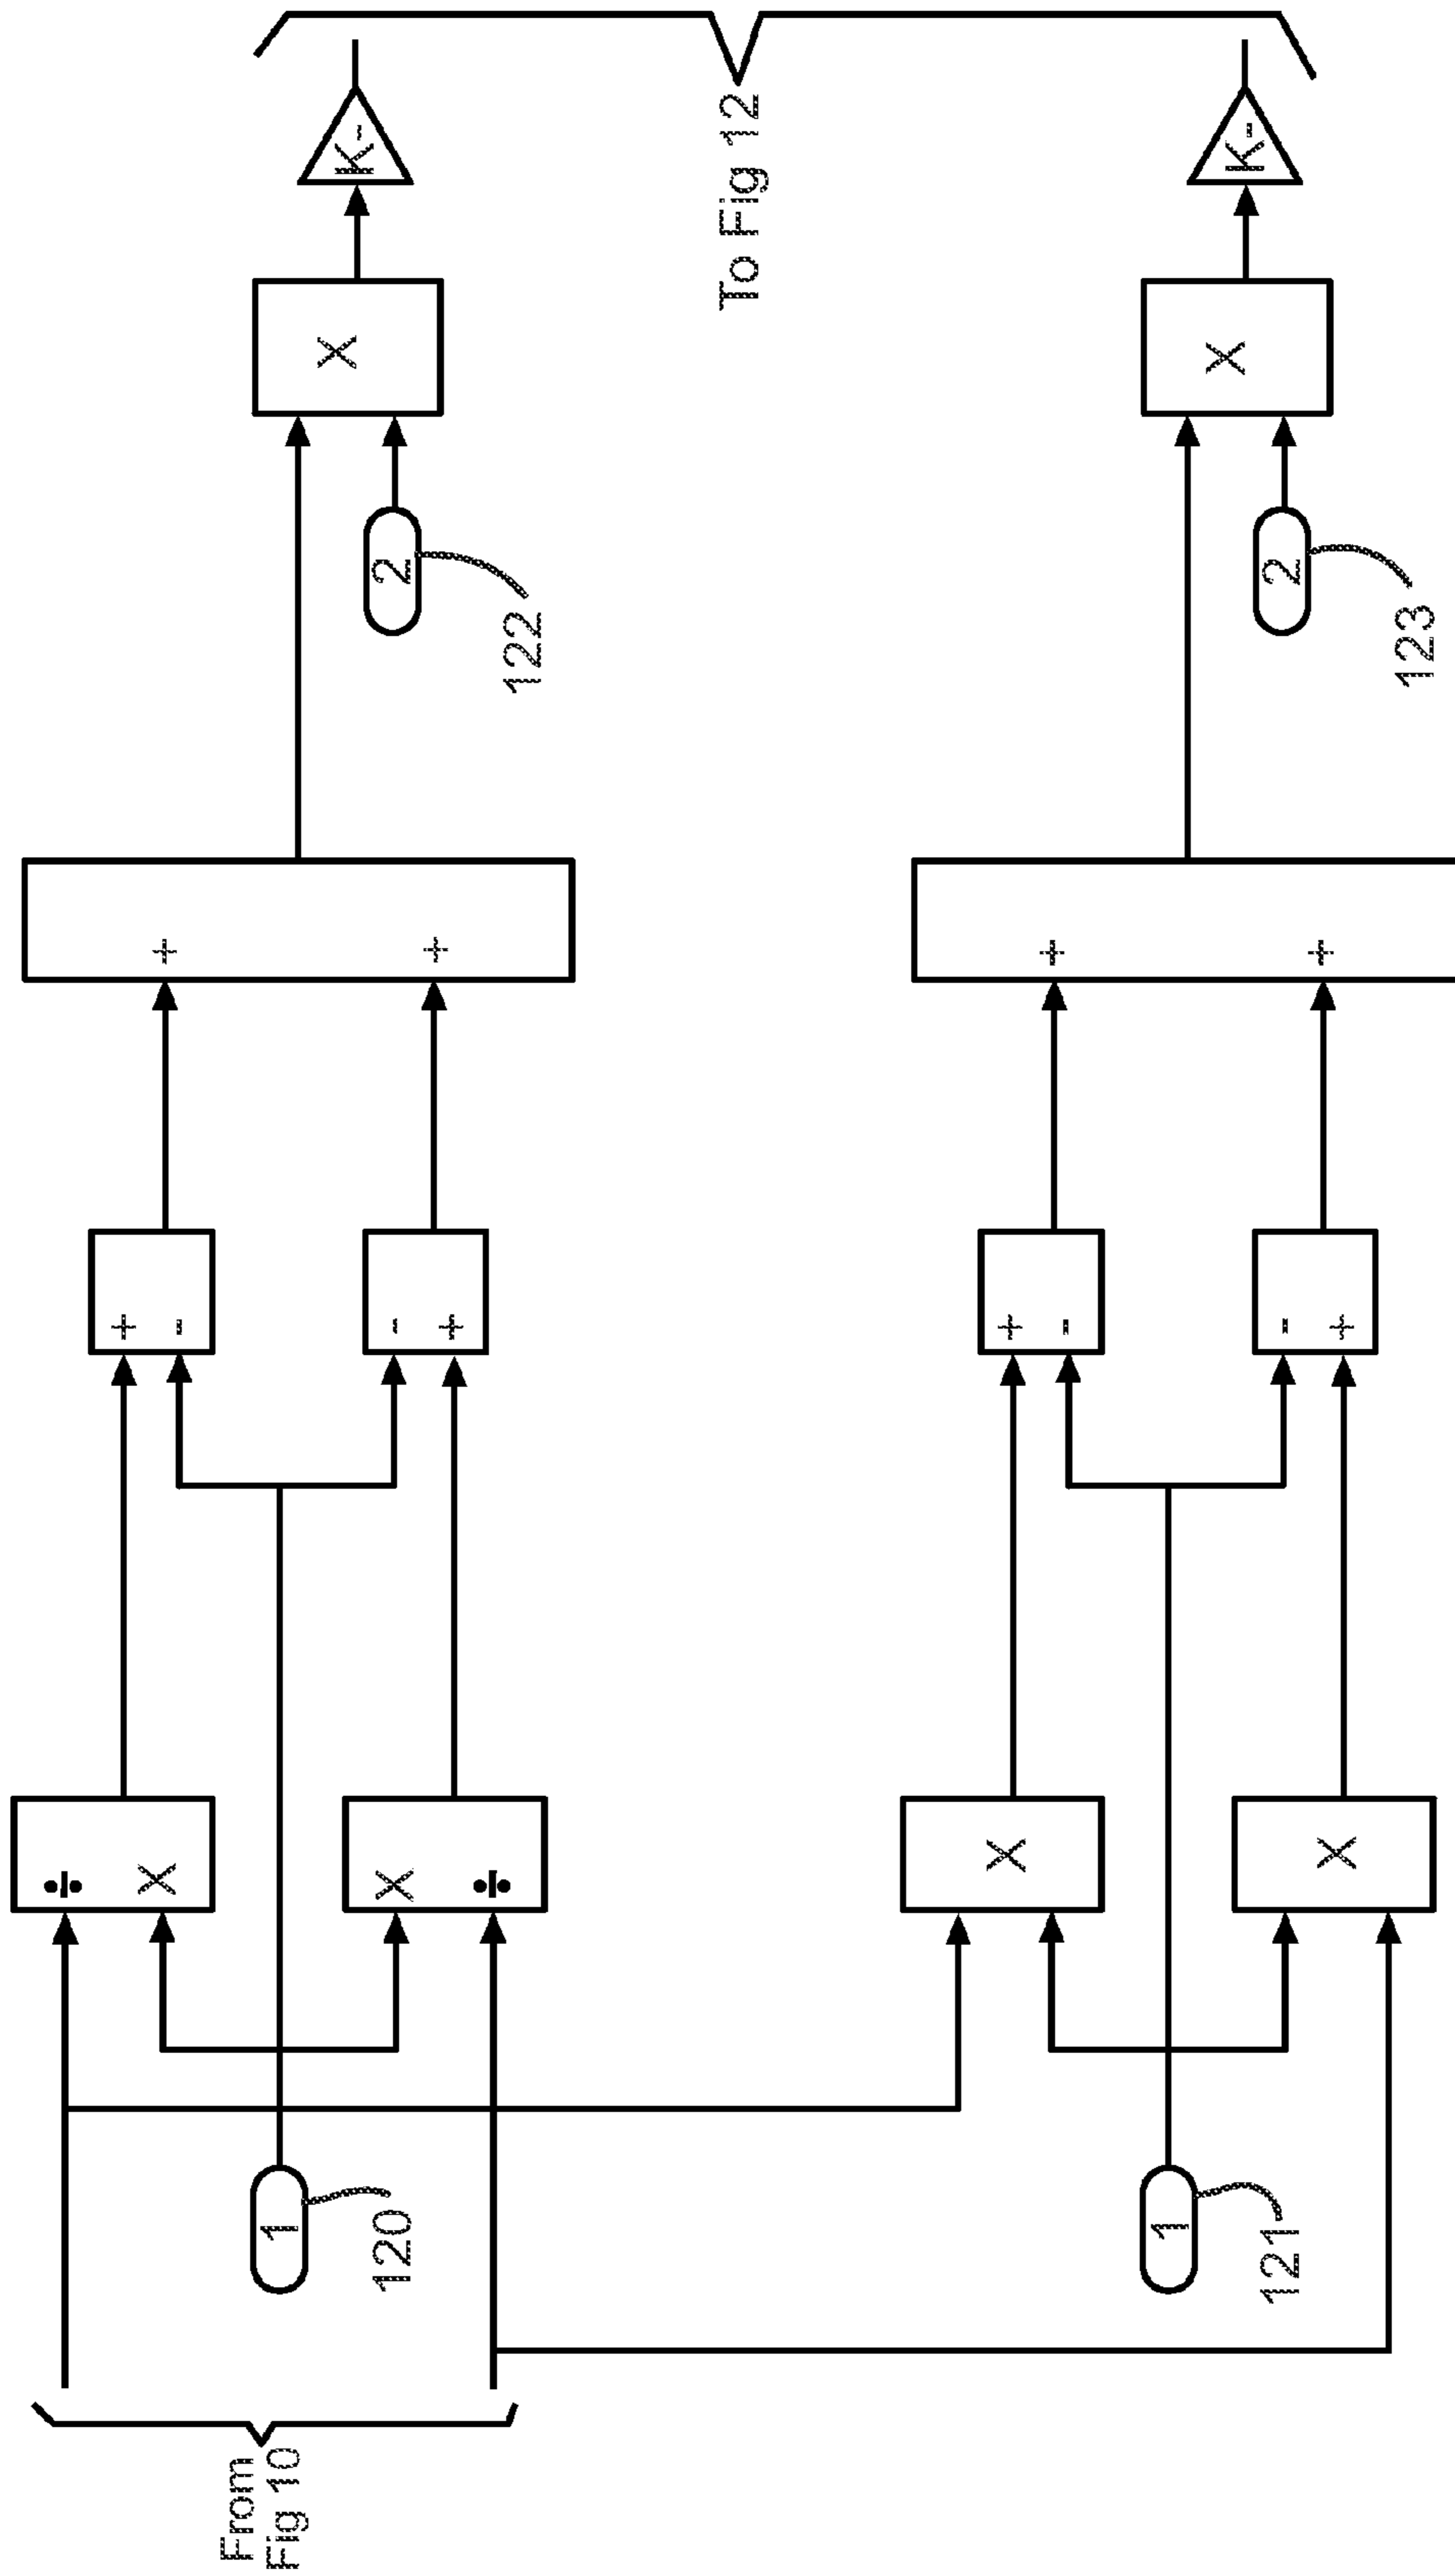 From
Fig 10
÷
X
X
÷
1
120
+
-
-
+
+
+
X
2
122
K-
To Fig 12
X
X
1
121
+
-
-
+
+
+
X
2
123
K-